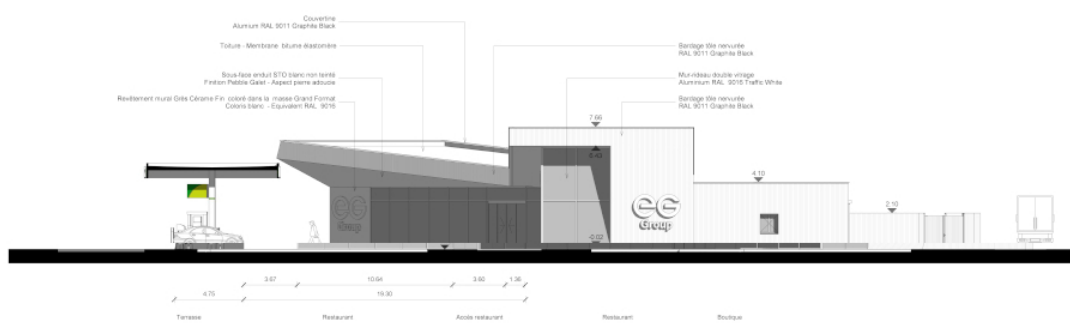 Couvertine
Alumium RAL 9011 Graphite Black
Toiture - Membrane bitume élastomère
Sous-face enduit STO blanc non teinté
Finition Pebble Galet - Aspect pierre adoucie
Revêtement mural Grès Cérame Fin coloré dans la masse Grand Format
Coloris blanc - Equivalent RAL 9016
Bardage tôle nervurée
RAL 9011 Graphite Black
Mur-rideau double vitrage
Aluminium RAL 9016 Traffic White
Bardage tôle nervurée
RAL 9011 Graphite Black
7.66
4.10
2.10
-0.02
EG
Group
EG
Group
3.67
10.64
3.60
1.36
4.75
19.30
Terrasse
Restaurant
Accès restaurant
Restaurant
Boutique